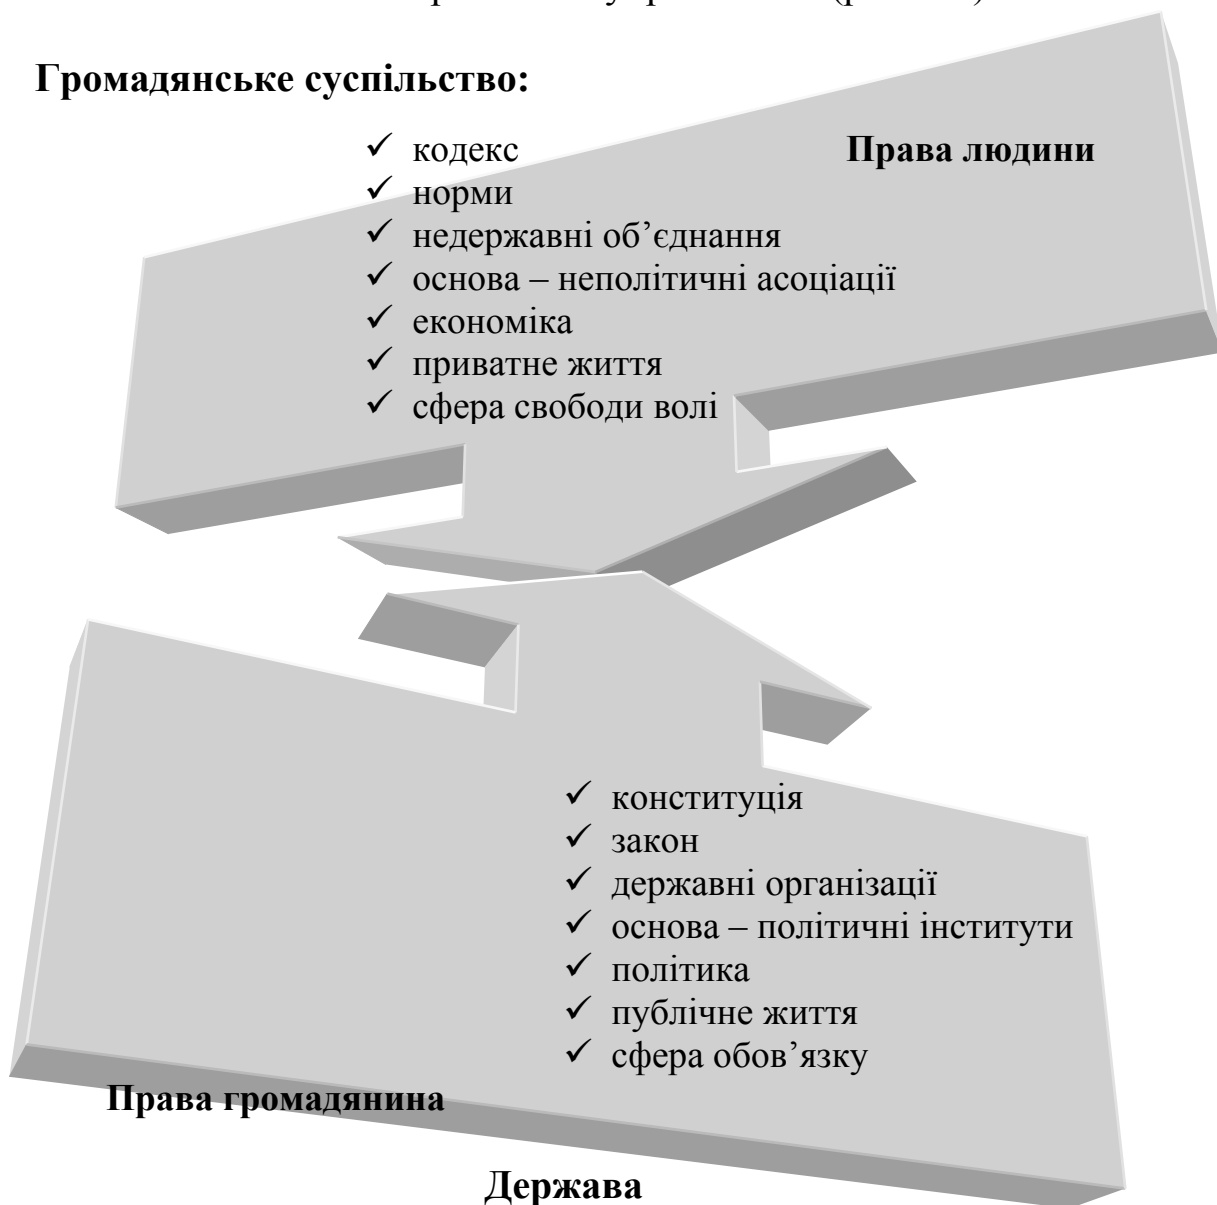 Громадянське суспільство:
✓ кодекс Права людини
✓ норми
✓ недержавні об’єднання
✓ основа – неполітичні асоціації
✓ економіка
✓ приватне життя
✓ сфера свободи волі
✓ конституція
✓ закон
✓ державні організації
✓ основа – політичні інститути
✓ політика
✓ публічне життя
✓ сфера обов’язку
Права громадянина
Держава